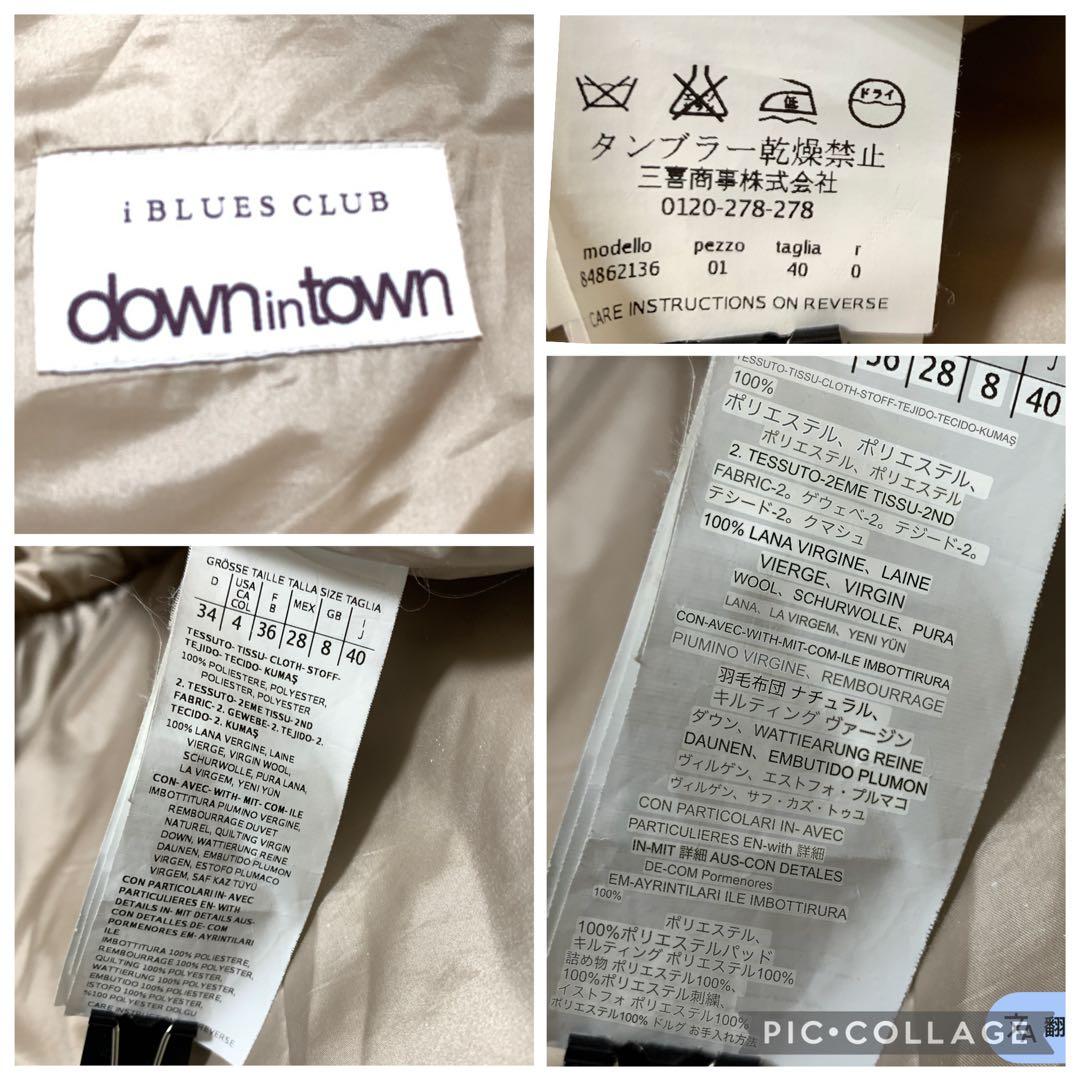 i BLUES CLUB
downintown
ドライ
低
タンブラー乾燥禁止
三喜商事株式会社
0120-278-278
modello pezzo taglia r
84862136 01 40 0
CARE INSTRUCTIONS ON REVERSE
GRÖSSE TAILLE TALLA SIZE TAGLIA
D USA CA COL F B MEX GB I J
34 4 36 28 8 40
TESSUTO- TISSU- CLOTH- STOFF-
TEJIDO- TECIDO- KUMAŞ
100% POLIESTERE, POLYESTER,
POLIESTER, POLYESTER
2. TESSUTO-2EME TISSU-2ND
FABRIC-2. GEWEBE-2. TEJIDO-2.
TECIDO-2. KUMAŞ
100% LANA VERGINE, LAINE
VIERGE, VIRGIN WOOL,
SCHURWOLLE, PURA LANA,
LA VIRGEM, YENI YÜN
CON- AVEC- WITH- MIT- COM- ILE
IMBOTTITURA PIUMINO VERGINE,
REMBOURRAGE DUVET
NATUREL, QUILTING VIRGIN
DOWN, WATTIERUNG REINE
DAUNEN, EMBUTIDO PLUMON
VIRGEN, ESTOFO PLUMACO
VIRGEM, SAF KAZ TUYÜ
CON PARTICOLARI IN- AVEC
PARTICULIERES EN- WITH
DETAILS IN- MIT DETAILS AUS-
CON DETALLES DE- COM
PORMENORES EM- AYRINTILARI
ILE
IMBOTTITURA 100% POLIESTERE,
REMBOURRAGE 100% POLYESTER,
QUILTING 100% POLYESTER,
WATTIERUNG 100% POLYESTER,
EMBUTIDO 100% POLIESTERE,
ISTOFO 100% POLYESTER,
%100 POLYESTER DOLGU
CARE INSTRUCTIONS REVERSE
36 28 8 J 40
TESSUTO-TISSU-CLOTH-STOFF-TEJIDO-TECIDO-KUMAŞ
100%
ポリエステル、ポリエステル、
ポリエステル、ポリエステル
2. TESSUTO-2EME TISSU-2ND
FABRIC-2。ゲウェベ-2。テジード-2。
テシード-2。クマシュ
100% LANA VIRGINE, LAINE
VIERGE, VIRGIN
WOOL, SCHURWOLLE, PURA
LANA, LA VIRGEM, YENI YÜN
CON-AVEC-WITH-MIT-COM-ILE IMBOTTIRURA
PIUMINO VIRGINE, REMBOURRAGE
羽毛布団 ナチュラル、
キルティング ヴァージン
ダウン、WATTIEARUNG REINE
DAUNEN, EMBUTIDO PLUMON
ヴィルゲン、エストフォ・プルマコ
ヴィルゲン、サフ・カズ・トゥユ
CON PARTICOLARI IN- AVEC
PARTICULIERES EN-with 詳細
IN-MIT 詳細 AUS-CON DETALES
DE-COM Pormenores
EM-AYRINTILARI ILE IMBOTTIRURA
100%
ポリエステル、
100%ポリエステルパッド
キルティング ポリエステル100%
詰め物 ポリエステル100%、
100%ポリエステル刺繍、
イストフォ ポリエステル100%
ポリエステル100% ドルグ お手入れ方法
PIC•COLLAGE
翻